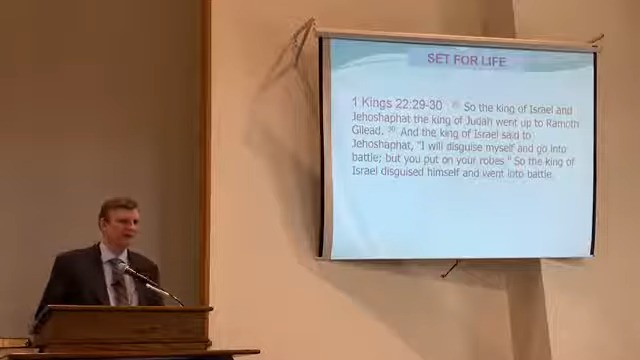 SET FOR LIFE
1 Kings 22:29-30 29 So the king of Israel and
Jehoshaphat the king of Judah went up to Ramoth
Gilead. 30 And the king of Israel said to
Jehoshaphat, "I will disguise myself and go into
battle; but you put on your robes." So the king of
Israel disguised himself and went into battle.